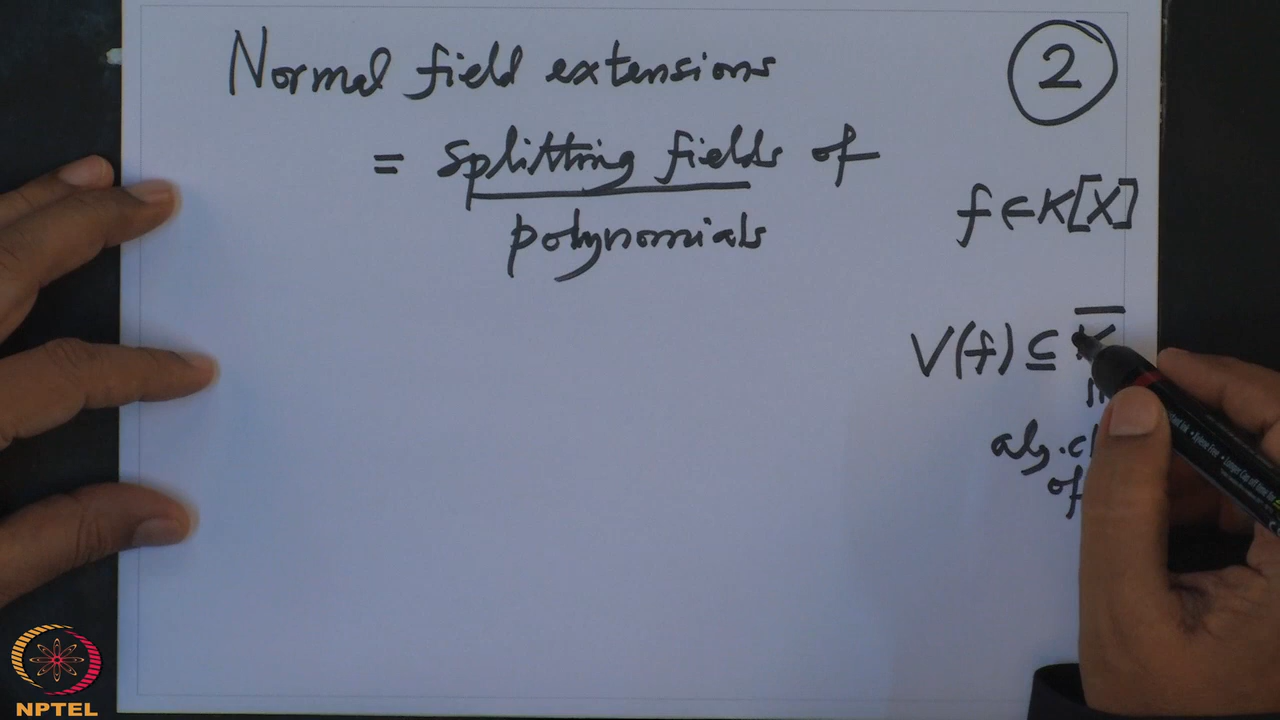 Normal field extensions
②
= Splitting fields of
polynomials
f ∈ K[X]
V(f) ⊆ K̅
alg.
of
NPTEL